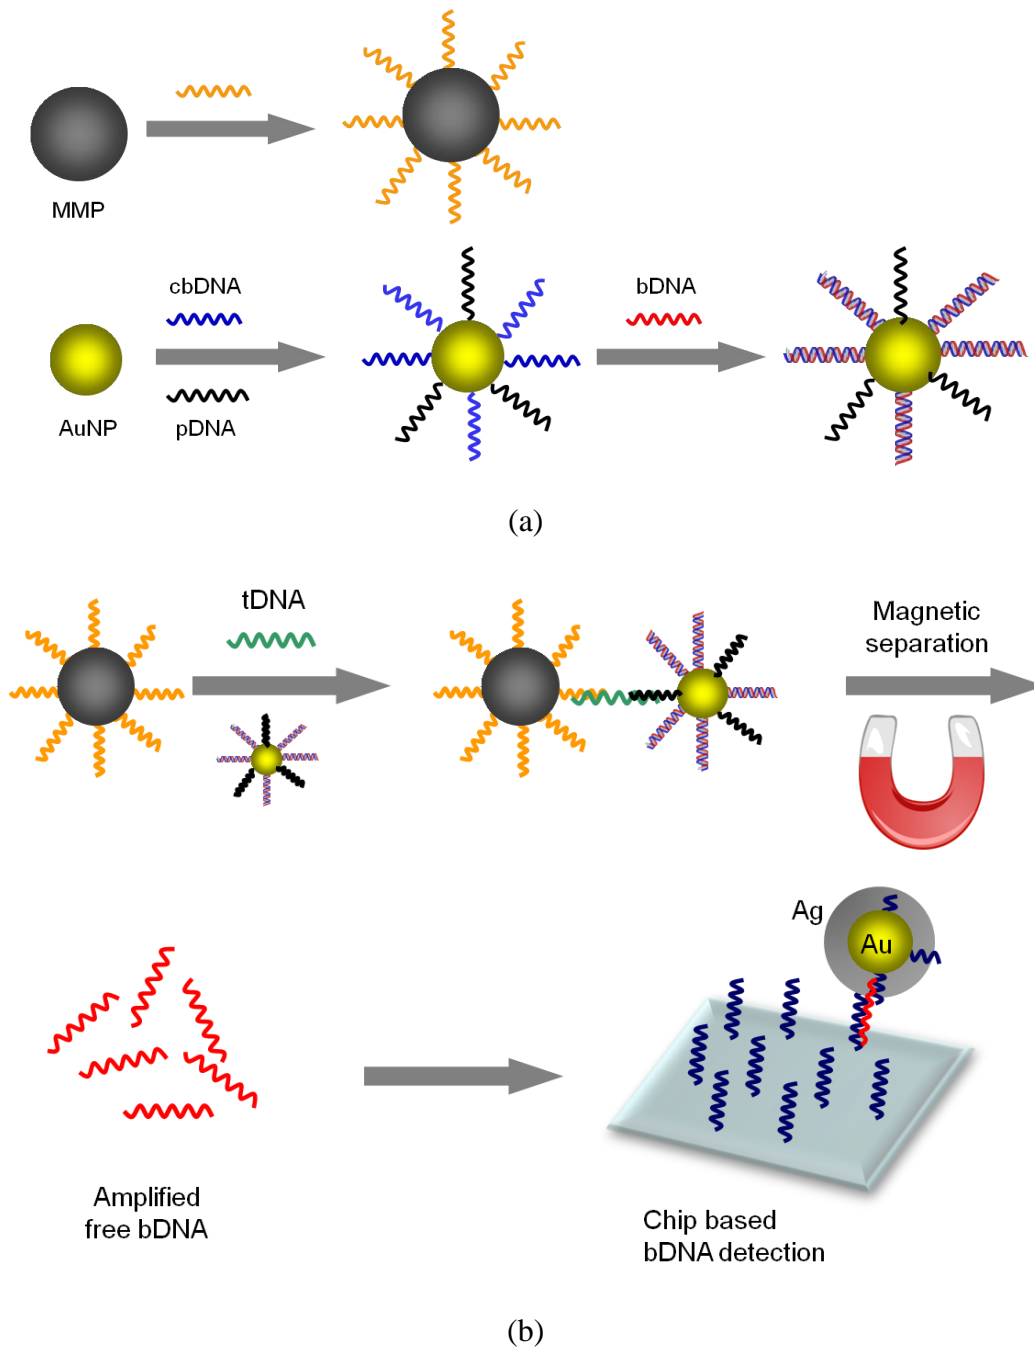 MMP
cbDNA
bDNA
AuNP
pDNA
(a)
tDNA
Magnetic
separation
Ag
Au
Amplified
free bDNA
Chip based
bDNA detection
(b)